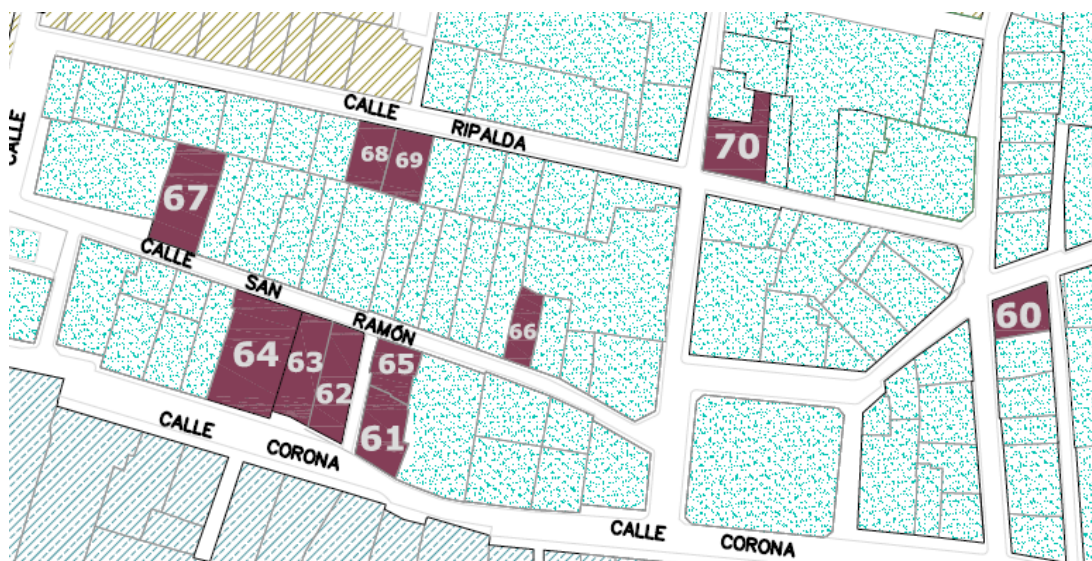 CALLE
RIPALDA
CALLE
70
68
69
67
CALLE
SAN
RAMÓN
60
66
64
63
65
62
61
CALLE
CORONA
CALLE
CORONA